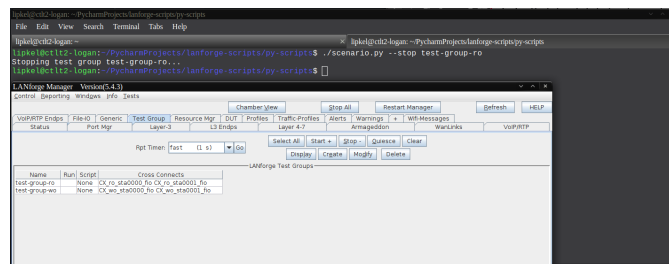 lipkel@ctlt2-logan:~/PycharmProjects/lanforge-scripts/py-scripts
File Edit View Search Terminal Tabs Help
lipkel@ctlt2-logan: ~ × lipkel@ctlt2-logan:~/PycharmProjects/lanforge-scripts/py-scripts
lipkel@ctlt2-logan:~/PycharmProjects/lanforge-scripts/py-scripts$ ./scenario.py --stop test-group-ro
Stopping test group test-group-ro...
lipkel@ctlt2-logan:~/PycharmProjects/lanforge-scripts/py-scripts$
LANforge Manager Version(5.4.3)
Control Reporting Windows Info Tests
Chamber View Stop All Restart Manager Refresh HELP
VoIP/RTP Endps File-IO Generic Test Group Resource Mgr DUT Profiles Traffic-Profiles Alerts Warnings + Wifi-Messages
Status Port Mgr Layer-3 L3 Endps Layer 4-7 Armageddon WanLinks VoIP/RTP
Rpt Timer: fast (1 s) Go Select All Start + Stop - Quiesce Clear
Display Create Modify Delete
LANforge Test Groups
Name Run Script Cross Connects
test-group-ro None CX_ro_sta0000_fio CX_ro_sta0001_fio
test-group-wo None CX_wo_sta0000_fio CX_wo_sta0001_fio